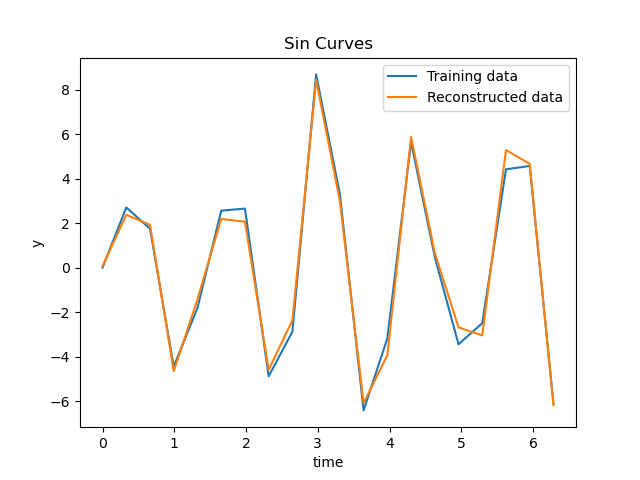 Sin Curves
Training data
Reconstructed data
8
6
4
2
0
−2
−4
−6
y
0 1 2 3 4 5 6
time